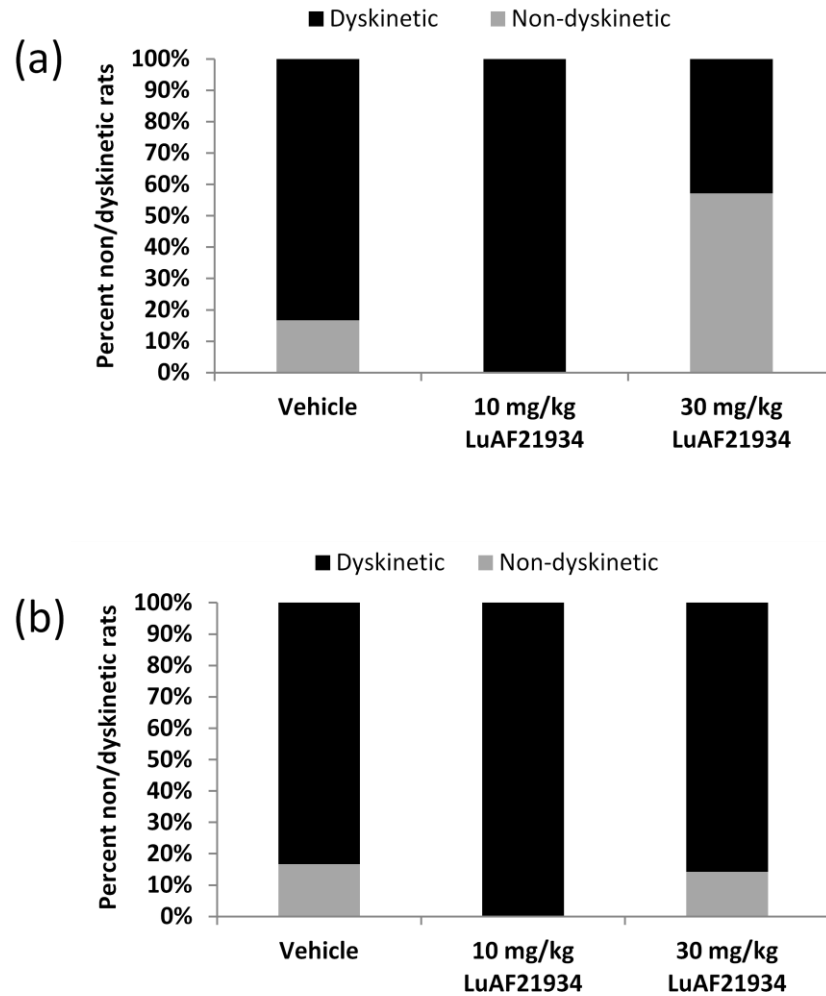 Dyskinetic Non-dyskinetic
(a)
Percent non/dyskinetic rats
100%
90%
80%
70%
60%
50%
40%
30%
20%
10%
0%
Vehicle 10 mg/kg 30 mg/kg
LuAF21934 LuAF21934
Dyskinetic Non-dyskinetic
(b)
Percent non/dyskinetic rats
100%
90%
80%
70%
60%
50%
40%
30%
20%
10%
0%
Vehicle 10 mg/kg 30 mg/kg
LuAF21934 LuAF21934